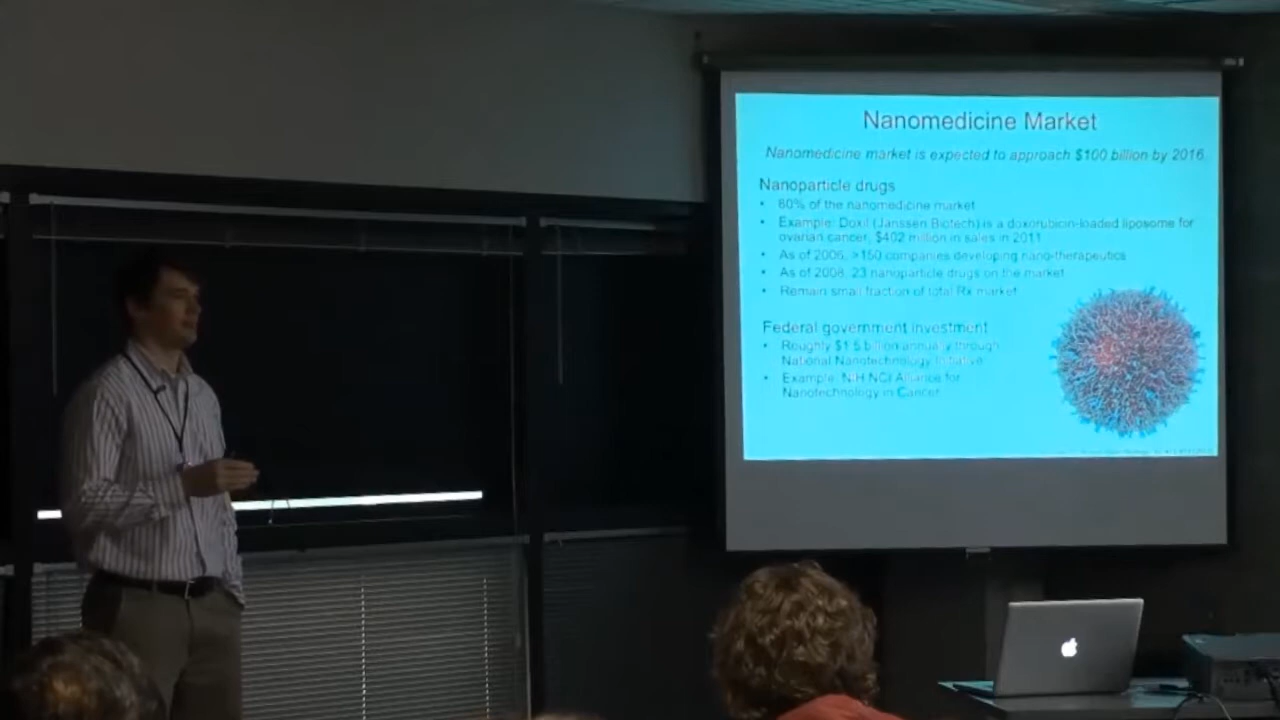 Nanomedicine Market
Nanomedicine market is expected to approach $100 billion by 2016
Nanoparticle drugs
• 80% of the nanomedicine market
• Example: Doxil (Janssen Biotech) is a doxorubicin-loaded liposome for
ovarian cancer, $402 million in sales in 2011
• As of 2006, >150 companies developing nano-therapeutics
• As of 2008, 23 nanoparticle drugs on the market
• Remain small fraction of total Rx market
Federal government investment
• Roughly $1.5 billion annually through
National Nanotechnology Initiative
• Example: NIH NCI Alliance for
Nanotechnology in Cancer